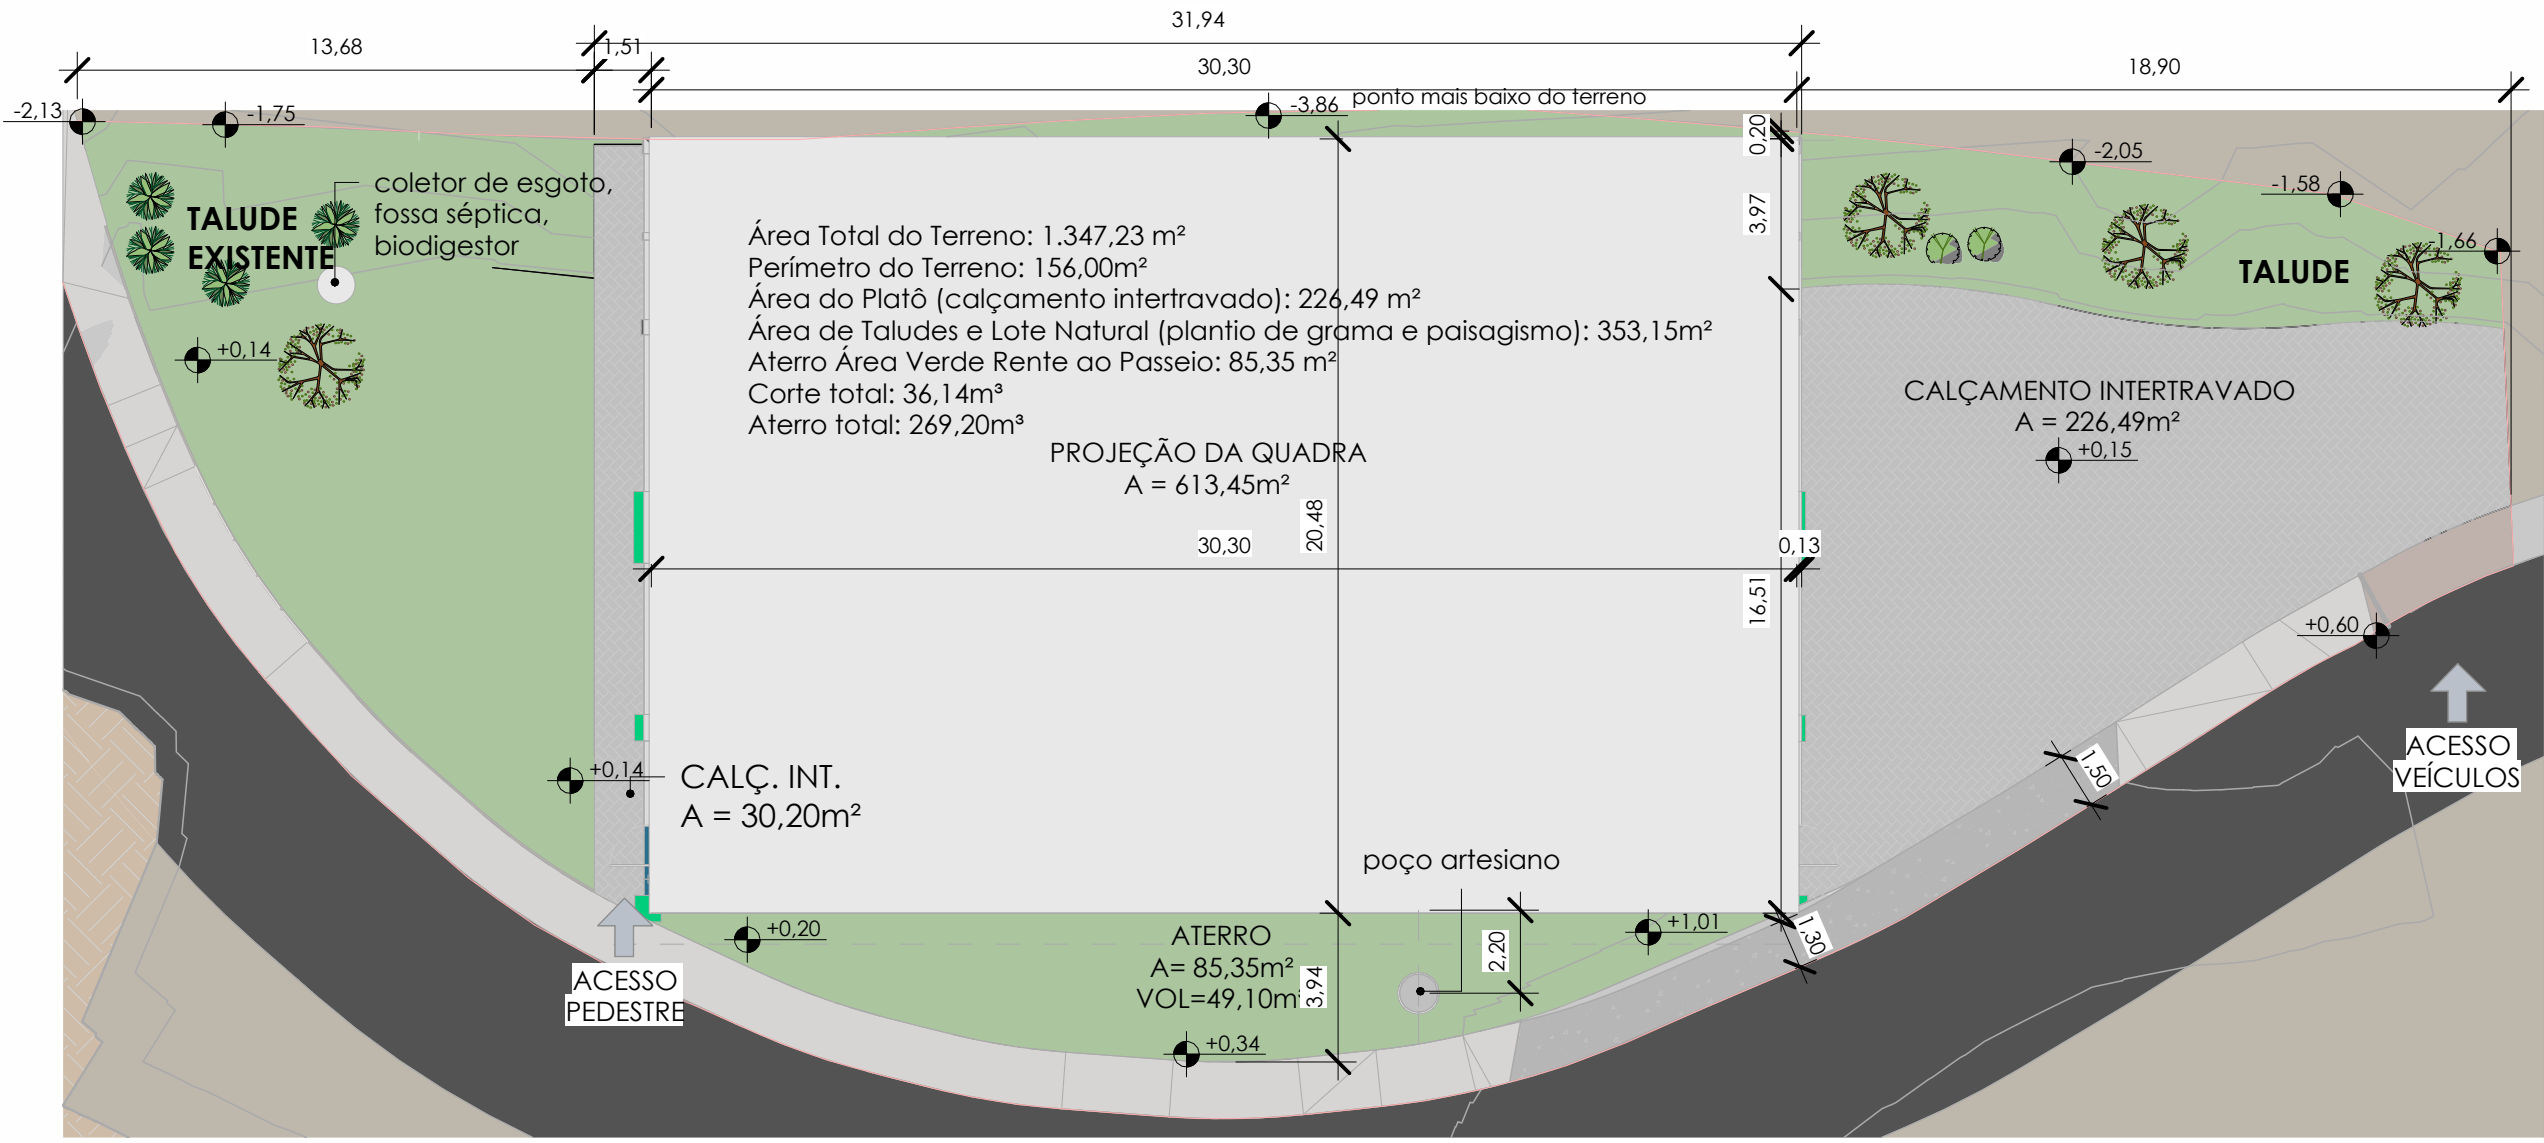 31,94
13,68
1,51
30,30
18,90
-2,13
-1,75
-3,86
ponto mais baixo do terreno
0,20
-2,05
-1,58
-1,66
3,97
coletor de esgoto,
fossa séptica,
biodigestor
TALUDE
EXISTENTE
TALUDE
Área Total do Terreno: 1.347,23 m²
Perímetro do Terreno: 156,00m²
Área do Platô (calçamento intertravado): 226,49 m²
Área de Taludes e Lote Natural (plantio de grama e paisagismo): 353,15m²
Aterro Área Verde Rente ao Passeio: 85,35 m²
Corte total: 36,14m³
Aterro total: 269,20m³
+0,14
CALÇAMENTO INTERTRAVADO
A = 226,49m²
+0,15
PROJEÇÃO DA QUADRA
A = 613,45m²
20,48
30,30
0,13
16,51
+0,60
ACESSO
VEÍCULOS
1,50
+0,14
CALÇ. INT.
A = 30,20m²
poço artesiano
+0,20
+1,01
1,30
ATERRO
A= 85,35m²
VOL=49,10m³
2,20
3,94
+0,34
ACESSO
PEDESTRE